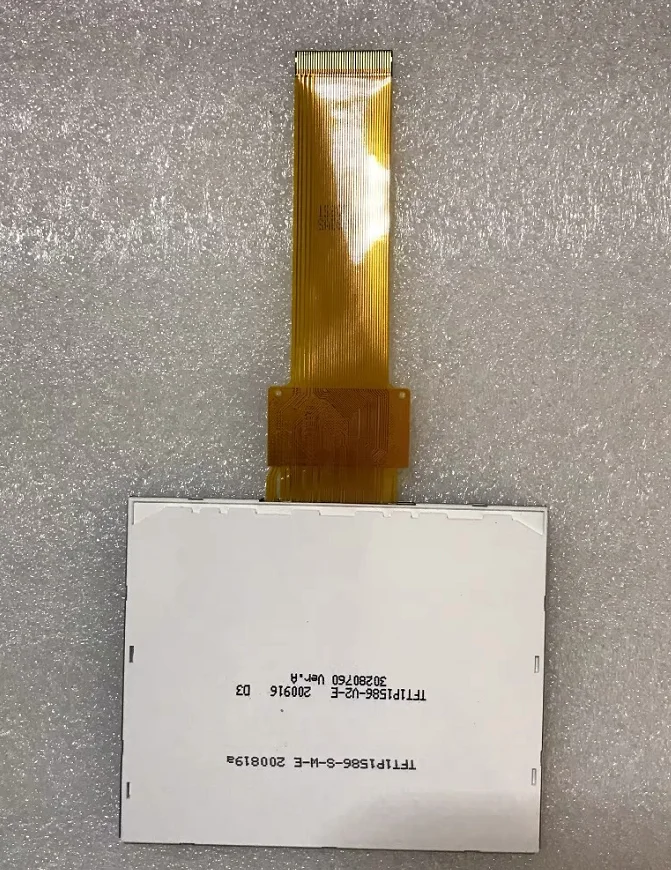 TFT1P1586-S-W-E 200819a
TFT1P1586-V2-E 200916 D3
30280760 Ver.A